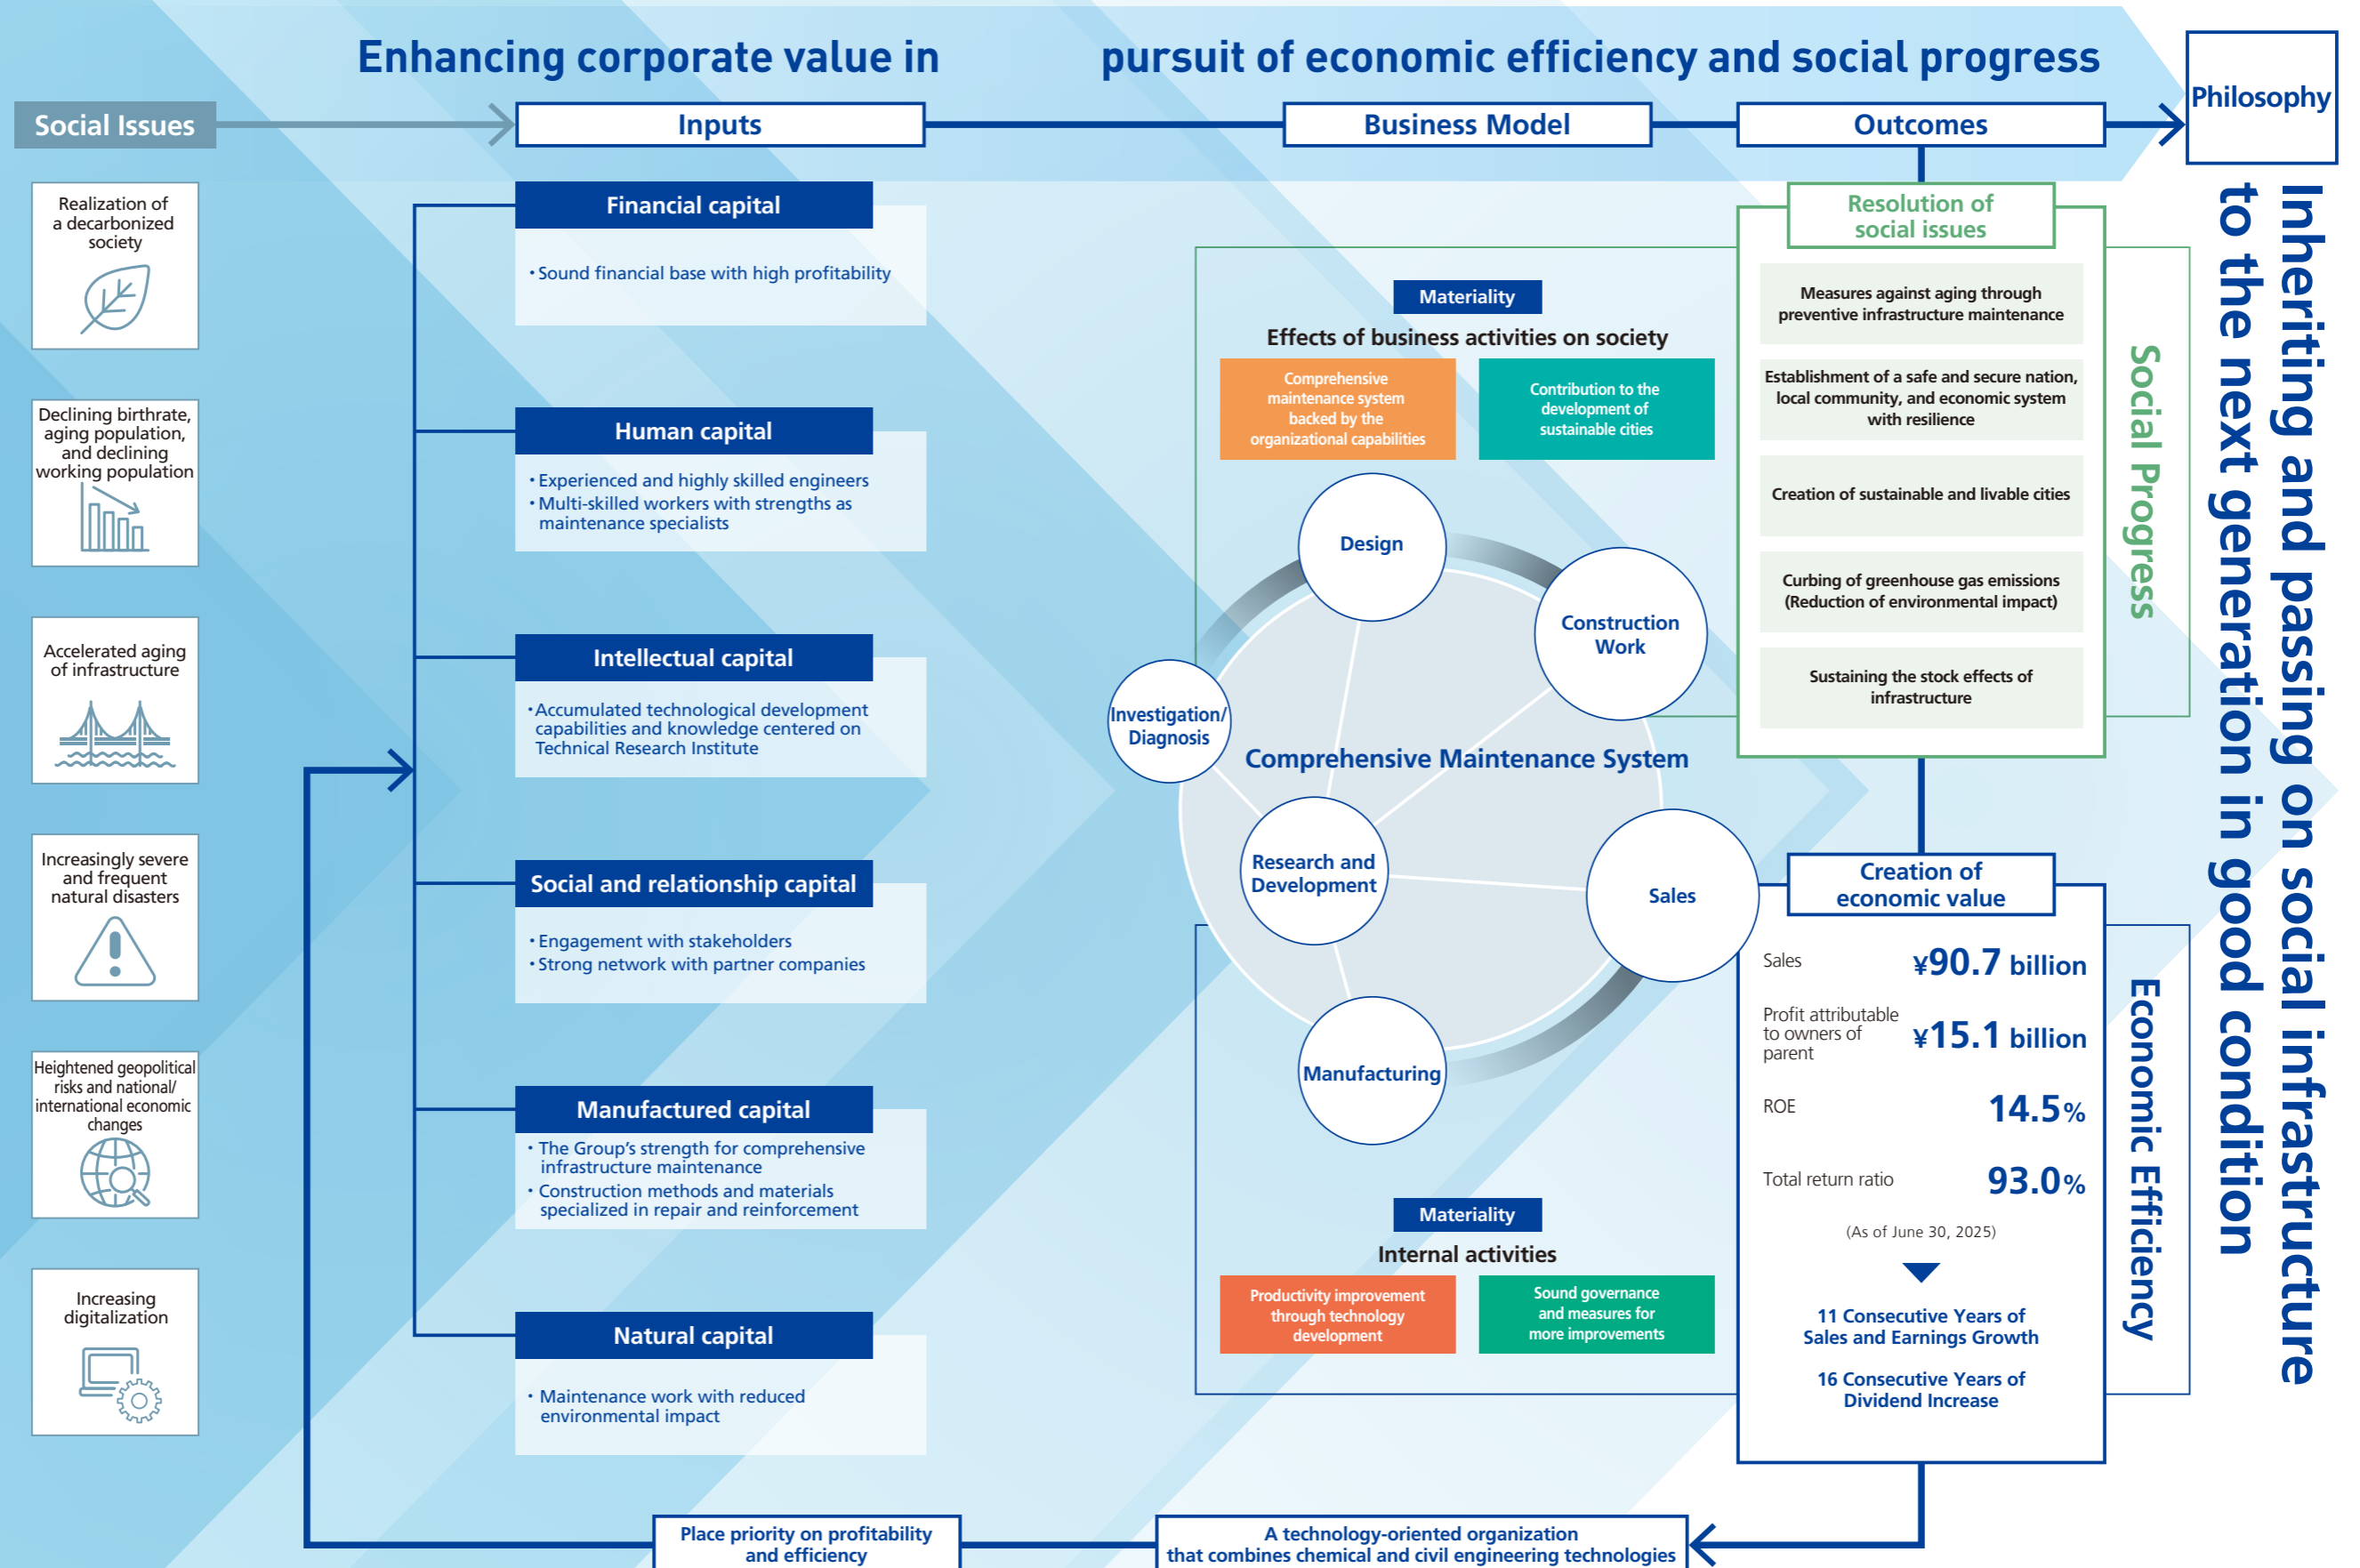 Enhancing corporate value in pursuit of economic efficiency and social progress
Social Issues
Inputs
Business Model
Outcomes
Philosophy
Realization of
a decarbonized
society
Declining birthrate,
aging population,
and declining
working population
Accelerated aging
of infrastructure
Increasingly severe
and frequent
natural disasters
Heightened geopolitical
risks and national/
international economic
changes
Increasing
digitalization
Financial capital
・Sound financial base with high profitability
Human capital
・Experienced and highly skilled engineers
・Multi-skilled workers with strengths as
maintenance specialists
Intellectual capital
・Accumulated technological development
capabilities and knowledge centered on
Technical Research Institute
Social and relationship capital
・Engagement with stakeholders
・Strong network with partner companies
Manufactured capital
・The Group's strength for comprehensive
infrastructure maintenance
・Construction methods and materials
specialized in repair and reinforcement
Natural capital
・Maintenance work with reduced
environmental impact
Materiality
Effects of business activities on society
Comprehensive
maintenance system
backed by the
organizational capabilities
Contribution to the
development of
sustainable cities
Design
Construction
Work
Investigation/
Diagnosis
Comprehensive Maintenance System
Research and
Development
Sales
Manufacturing
Materiality
Internal activities
Productivity improvement
through technology
development
Sound governance
and measures for
more improvements
Resolution of
social issues
Measures against aging through
preventive infrastructure maintenance
Establishment of a safe and secure nation,
local community, and economic system
with resilience
Creation of sustainable and livable cities
Curbing of greenhouse gas emissions
(Reduction of environmental impact)
Sustaining the stock effects of
infrastructure
Social Progress
Creation of
economic value
Sales ¥90.7 billion
Profit attributable
to owners of
parent
¥15.1 billion
ROE 14.5%
Total return ratio 93.0%
(As of June 30, 2025)
11 Consecutive Years of
Sales and Earnings Growth
16 Consecutive Years of
Dividend Increase
Economic Efficiency
Inheriting and passing on social infrastructure
to the next generation in good condition
Place priority on profitability
and efficiency
A technology-oriented organization
that combines chemical and civil engineering technologies